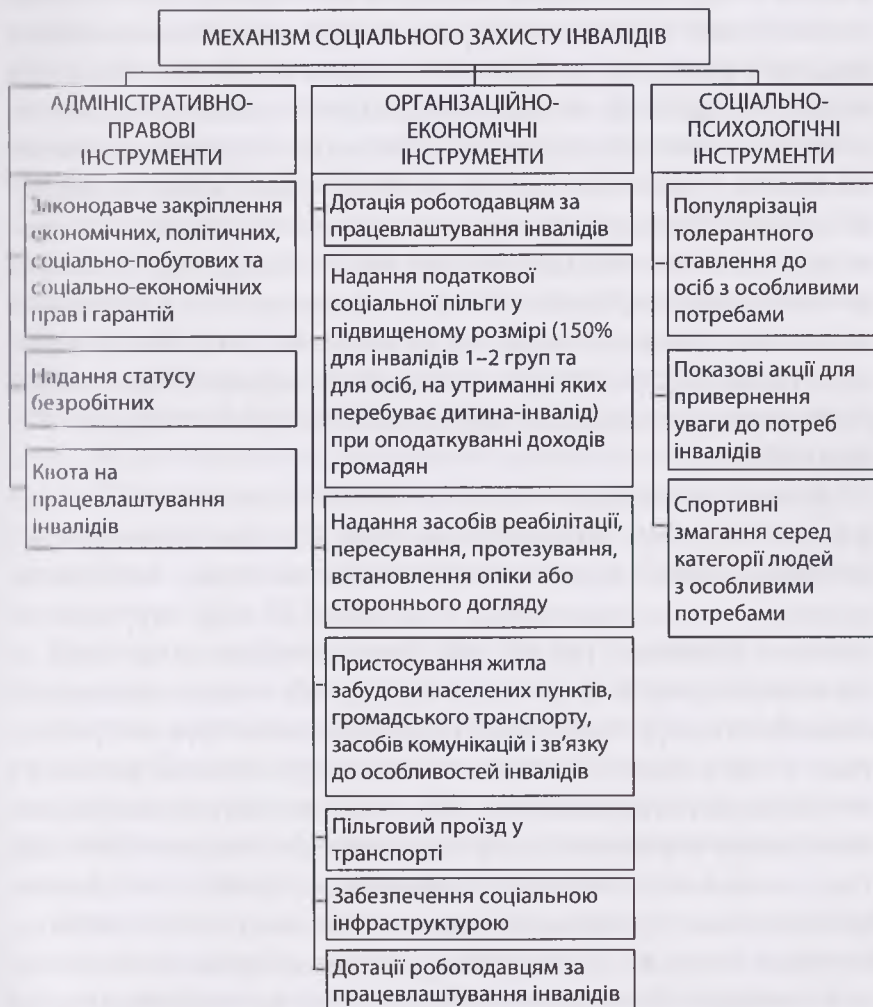 МЕХАНІЗМ СОЦІАЛЬНОГО ЗАХИСТУ ІНВАЛІДІВ
АДМІНІСТРАТИВНО-
ПРАВОВІ
ІНСТРУМЕНТИ
Законодавче закріплення
економічних, політичних,
соціально-побутових та
соціально-економічних
прав і гарантій
Надання статусу
безробітних
Квота на
працевлаштування
інвалідів
ОРГАНІЗАЦІЙНО-
ЕКОНОМІЧНІ
ІНСТРУМЕНТИ
Дотація роботодавцям за
працевлаштування інвалідів
Надання податкової
соціальної пільги у
підвищеному розмірі (150%
для інвалідів 1–2 груп та
для осіб, на утриманні яких
перебуває дитина-інвалід)
при оподаткуванні доходів
громадян
Надання засобів реабілітації,
пересування, протезування,
встановлення опіки або
стороннього догляду
Пристосування житла
забудови населених пунктів,
громадського транспорту,
засобів комунікацій і зв'язку
до особливостей інвалідів
Пільговий проїзд у
транспорті
Забезпечення соціальною
інфраструктурою
Дотації роботодавцям за
працевлаштування інвалідів
СОЦІАЛЬНО-
ПСИХОЛОГІЧНІ
ІНСТРУМЕНТИ
Популярізація
толерантного
ставлення до
осіб з особливими
потребами
Показові акції для
привернення
уваги до потреб
інвалідів
Спортивні
змагання серед
категорії людей
з особливими
потребами